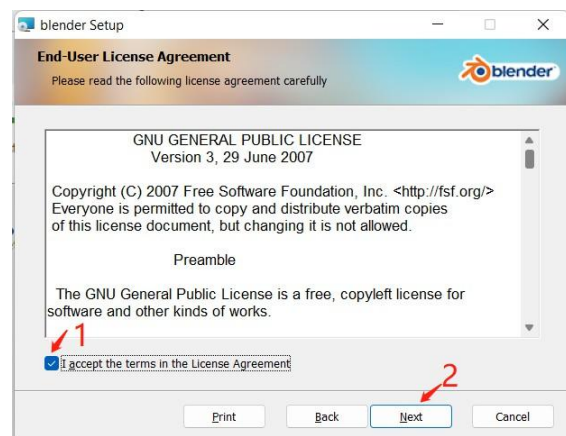 blender Setup
End-User License Agreement
Please read the following license agreement carefully
blender
GNU GENERAL PUBLIC LICENSE
Version 3, 29 June 2007
Copyright (C) 2007 Free Software Foundation, Inc. <http://fsf.org/>
Everyone is permitted to copy and distribute verbatim copies
of this license document, but changing it is not allowed.
Preamble
The GNU General Public License is a free, copyleft license for
software and other kinds of works.
1
I accept the terms in the License Agreement
2
Print Back Next Cancel